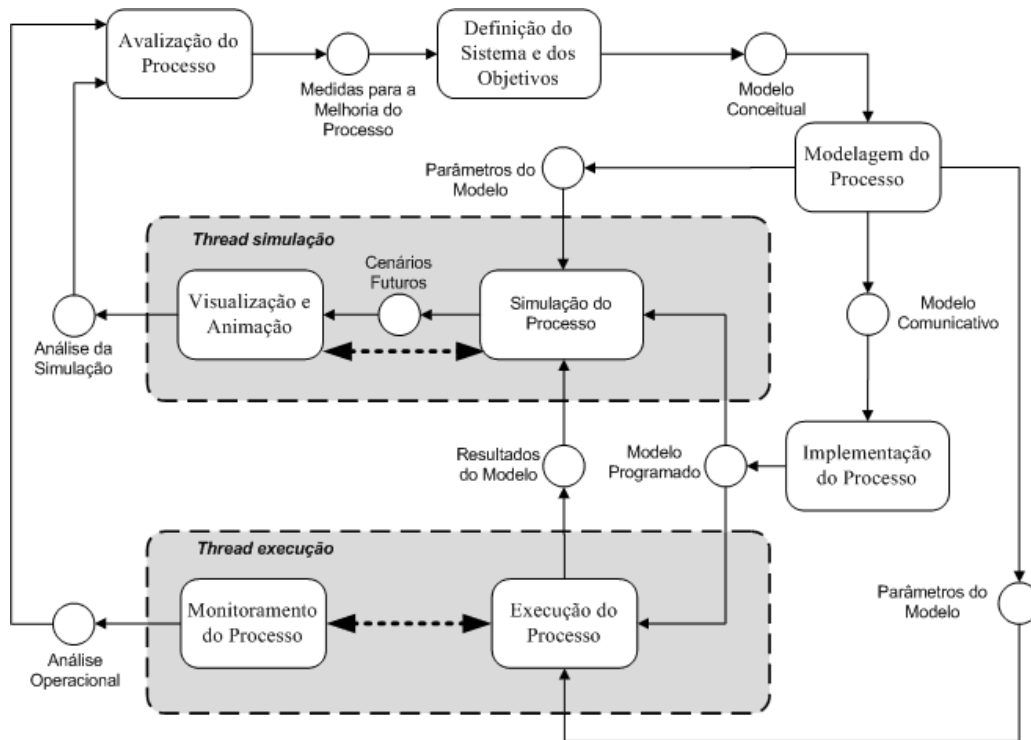 Avalização do
Processo
Medidas para a
Melhoria do
Processo
Definição do
Sistema e dos
Objetivos
Modelo
Conceitual
Modelagem do
Processo
Parâmetros do
Modelo
Thread simulação
Visualização e
Animação
Cenários
Futuros
Simulação do
Processo
Análise da
Simulação
Modelo
Comunicativo
Resultados
do Modelo
Modelo
Programado
Implementação
do Processo
Thread execução
Monitoramento
do Processo
Execução do
Processo
Análise
Operacional
Parâmetros do
Modelo